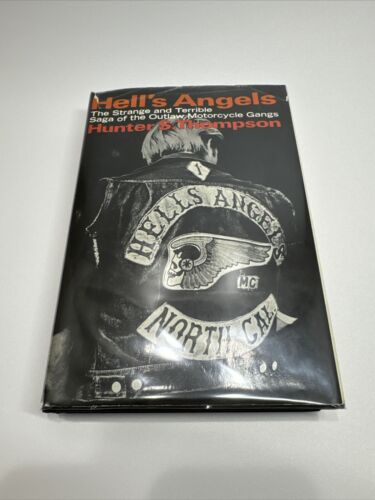 Hell's Angels
The Strange and Terrible
Saga of the Outlaw Motorcycle Gangs
Hunter S Thompson
1
HELLS ANGELS
MC
NORTH CAL